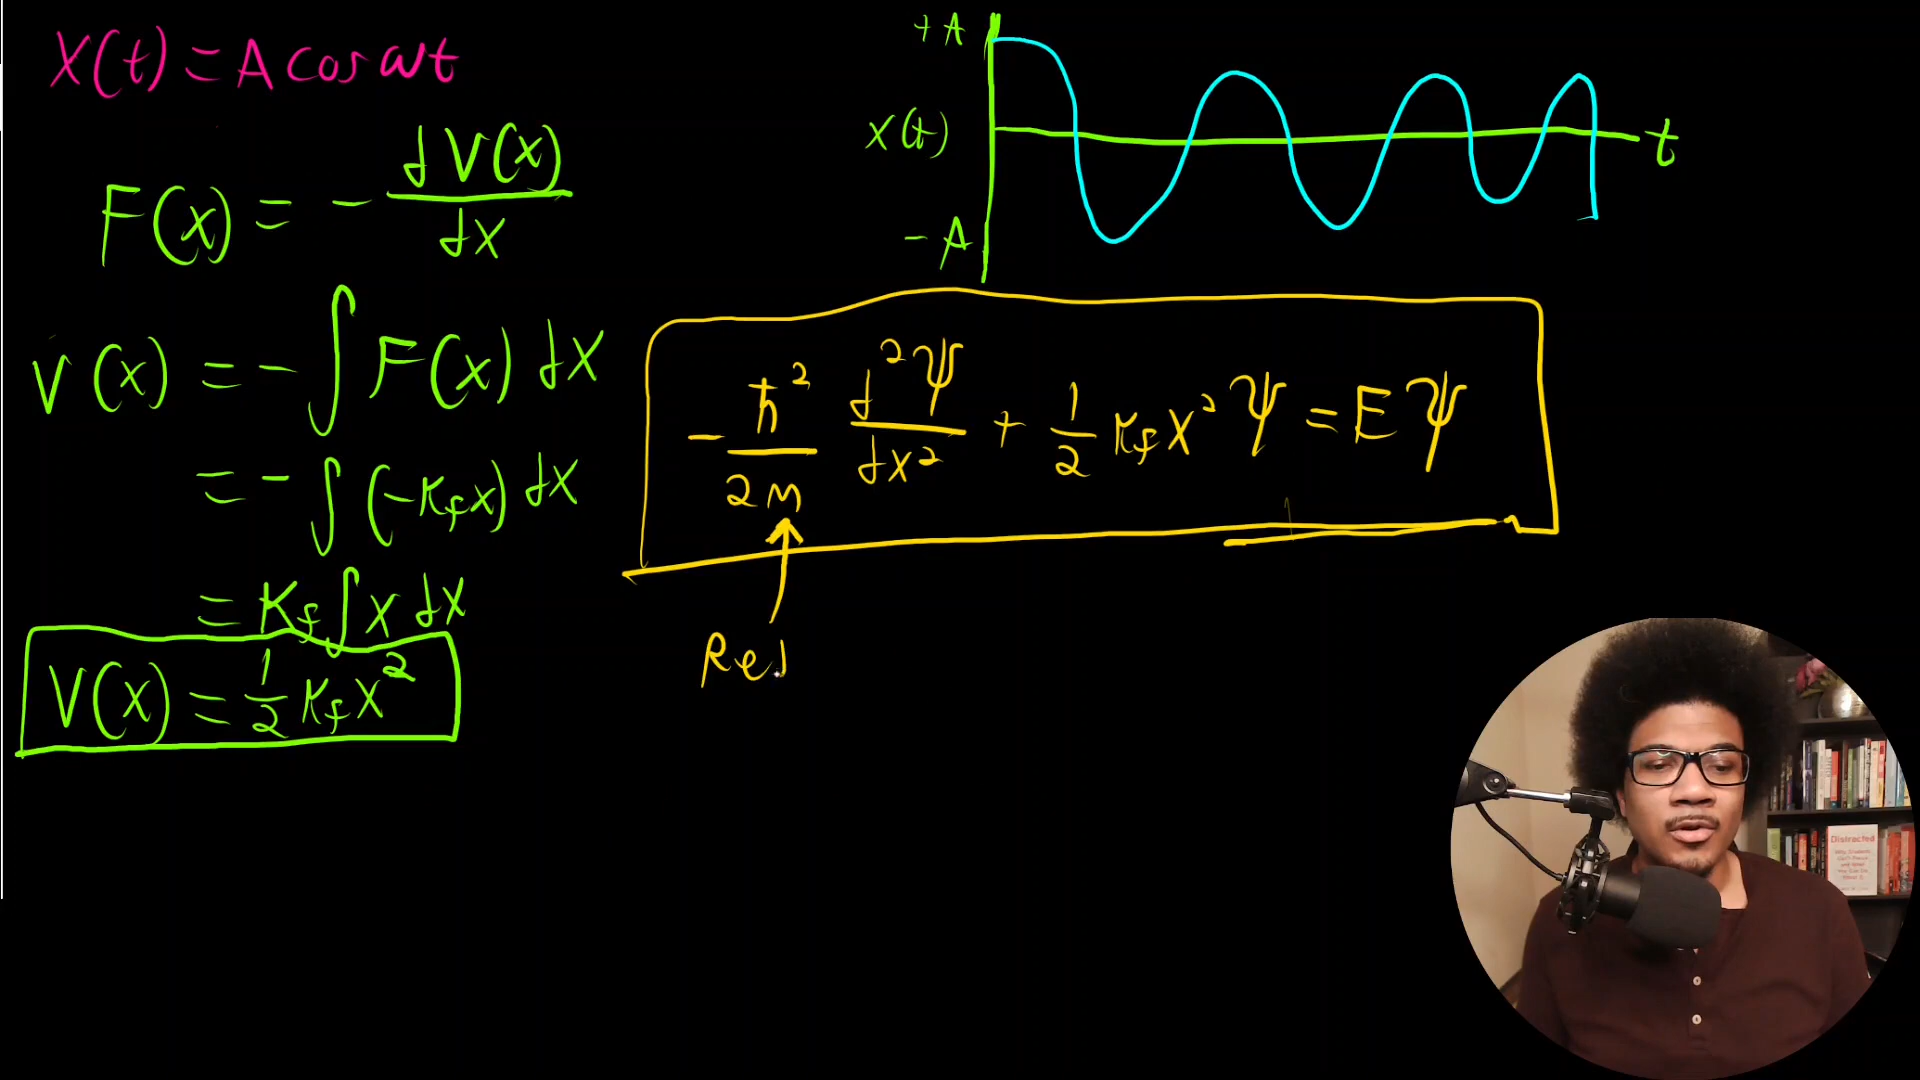 X(t) = A cos ωt
F(x) = - dV(x)/dx
V(x) = - ∫ F(x) dx
= - ∫ (-K_f x) dx
= K_f ∫ x dx
V(x) = 1/2 K_f x²
+A
X(t)
-A
t
- ħ²/2m d²ψ/dx² + 1/2 K_f x² ψ = E ψ
Red
Distracted